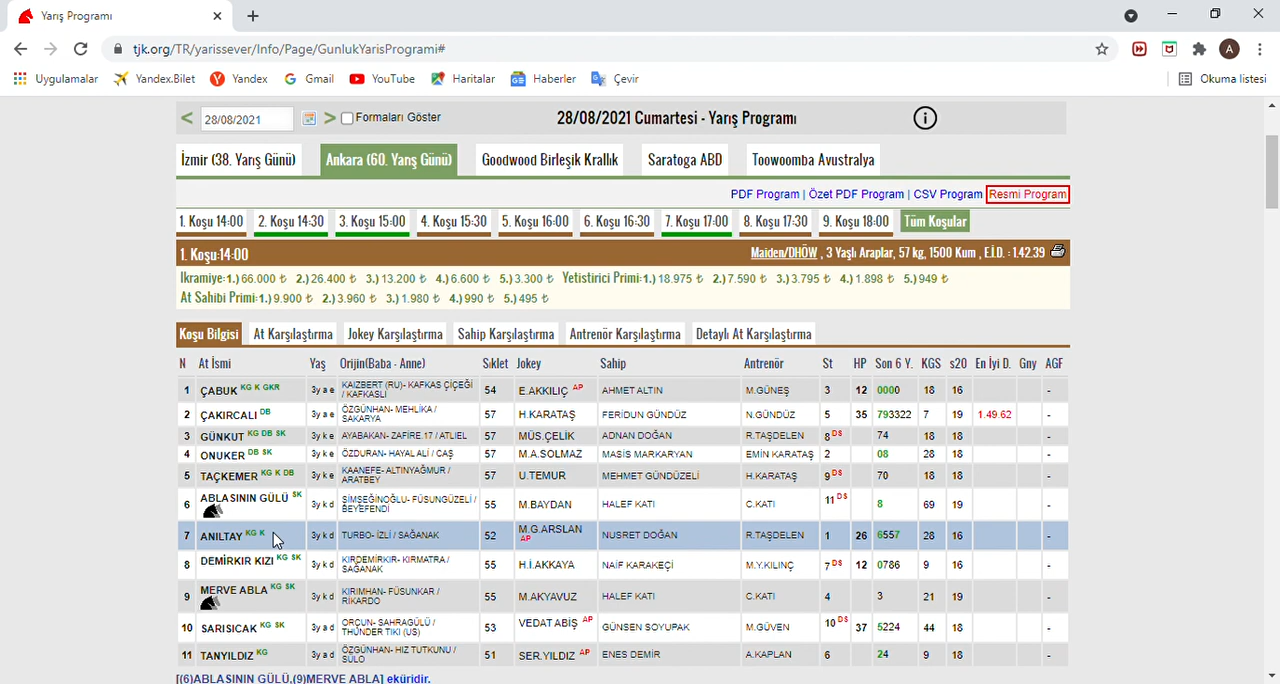 Yarış Programı
tjk.org/TR/yarissever/Info/Page/GunlukYarisProgrami#
A
Uygulamalar Yandex.Bilet Yandex Gmail YouTube Haritalar Haberler Çevir Okuma listesi
< 28/08/2021 > Formaları Göster 28/08/2021 Cumartesi - Yarış Programı
İzmir (38. Yarış Günü) Ankara (60. Yarış Günü) Goodwood Birleşik Krallık Saratoga ABD Toowoomba Avustralya
PDF Program | Özet PDF Program | CSV Program Resmi Program
1. Koşu 14:00 2. Koşu 14:30 3. Koşu 15:00 4. Koşu 15:30 5. Koşu 16:00 6. Koşu 16:30 7. Koşu 17:00 8. Koşu 17:30 9. Koşu 18:00 Tüm Koşular
1. Koşu:14:00 Maiden/DHÖW , 3 Yaşlı Araplar, 57 kg, 1500 Kum , E.İ.D. : 1.42.39
Ikramiye:1.) 66.000 ₺ 2.) 26.400 ₺ 3.) 13.200 ₺ 4.) 6.600 ₺ 5.) 3.300 ₺ Yetistirici Primi:1.) 18.975 ₺ 2.) 7.590 ₺ 3.) 3.795 ₺ 4.) 1.898 ₺ 5.) 949 ₺
At Sahibi Primi:1.) 9.900 ₺ 2.) 3.960 ₺ 3.) 1.980 ₺ 4.) 990 ₺ 5.) 495 ₺
Koşu Bilgisi At Karşılaştırma Jokey Karşılaştırma Sahip Karşılaştırma Antrenör Karşılaştırma Detaylı At Karşılaştırma
N At İsmi Yaş Orijin(Baba - Anne) Sıklet Jokey Sahip Antrenör St HP Son 6 Y. KGS s20 En İyi D. Gny AGF
1 ÇABUK KG K GKR 3y a e KAIZBERT (RU)- KAFKAS ÇİÇEĞİ / KAFKASLI 54 E.AKKILIÇ AP AHMET ALTIN M.GÜNEŞ 3 12 0000 18 16 -
2 ÇAKIRCALI DB 3y a e ÖZGÜNHAN- MEHLİKA / SAKARYA 57 H.KARATAŞ FERİDUN GÜNDÜZ N.GÜNDÜZ 5 35 793322 7 19 1.49.62 -
3 GÜNKUT KG DB SK 3y k e AYABAKAN- ZAFİRE.17 / ATLIEL 57 MÜS.ÇELİK ADNAN DOĞAN R.TAŞDELEN 8 DS 74 18 18 -
4 ONUKER DB SK 3y k e ÖZDURAN- HAYAL ALİ / CAŞ 57 M.A.SOLMAZ MASİS MARKARYAN EMİN KARATAŞ 2 08 28 18 -
5 TAÇKEMER KG K DB 3y k e KAANEFE- ALTINYAĞMUR / ARATBEY 57 U.TEMUR MEHMET GÜNDÜZELİ H.KARATAŞ 9 DS 70 18 16 -
6 ABLASININ GÜLÜ SK 3y k d ŞİMŞEĞİNOĞLU- FÜSUNGÜZELİ / BEYEFENDİ 55 M.BAYDAN HALEF KATI C.KATI 11 DS 8 69 19 -
7 ANILTAY KG K 3y k d TURBO- İZLİ / SAĞANAK 52 M.G.ARSLAN AP NUSRET DOĞAN R.TAŞDELEN 1 26 6557 28 16 -
8 DEMİRKIR KIZI KG SK 3y k d KIRDEMİRKIR- KIRMATRA / SAĞANAK 55 H.İ.AKKAYA NAİF KARAKEÇİ M.Y.KILINÇ 7 DS 12 0786 9 16 -
9 MERVE ABLA KG SK 3y k d KIRIMHAN- FÜSUNKAR / RİKARDO 55 M.AKYAVUZ HALEF KATI C.KATI 4 3 21 19 -
10 SARISICAK KG SK 3y a d ORÇUN- SAHRAGÜLÜ / THUNDER TIKI (US) 53 VEDAT ABİŞ AP GÜNSEN SOYUPAK M.GÜVEN 10 DS 37 5224 44 18 -
11 TANYILDIZ KG 3y a d ÖZGÜNHAN- HIZ TUTKUNU / SÜLO 51 SER.YILDIZ AP ENES DEMİR A.KAPLAN 6 24 9 18 -
[(6)ABLASININ GÜLÜ,(9)MERVE ABLA] eküridir.